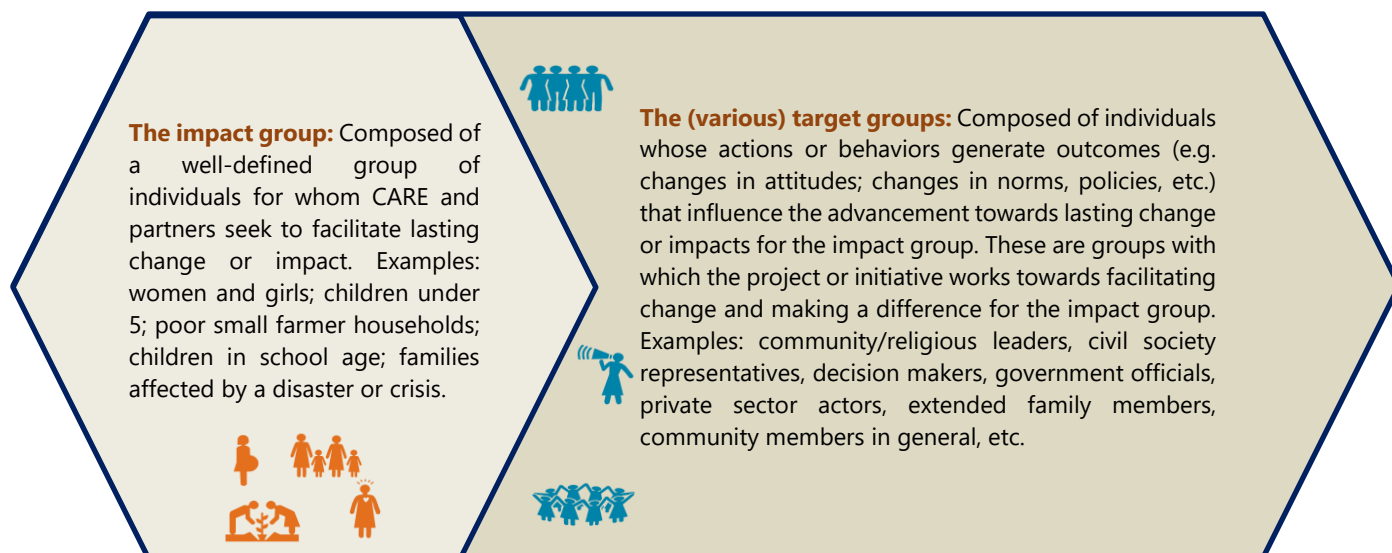 The impact group: Composed of
a well-defined group of
individuals for whom CARE and
partners seek to facilitate lasting
change or impact. Examples:
women and girls; children under
5; poor small farmer households;
children in school age; families
affected by a disaster or crisis.
The (various) target groups: Composed of individuals
whose actions or behaviors generate outcomes (e.g.
changes in attitudes; changes in norms, policies, etc.)
that influence the advancement towards lasting change
or impacts for the impact group. These are groups with
which the project or initiative works towards facilitating
change and making a difference for the impact group.
Examples: community/religious leaders, civil society
representatives, decision makers, government officials,
private sector actors, extended family members,
community members in general, etc.